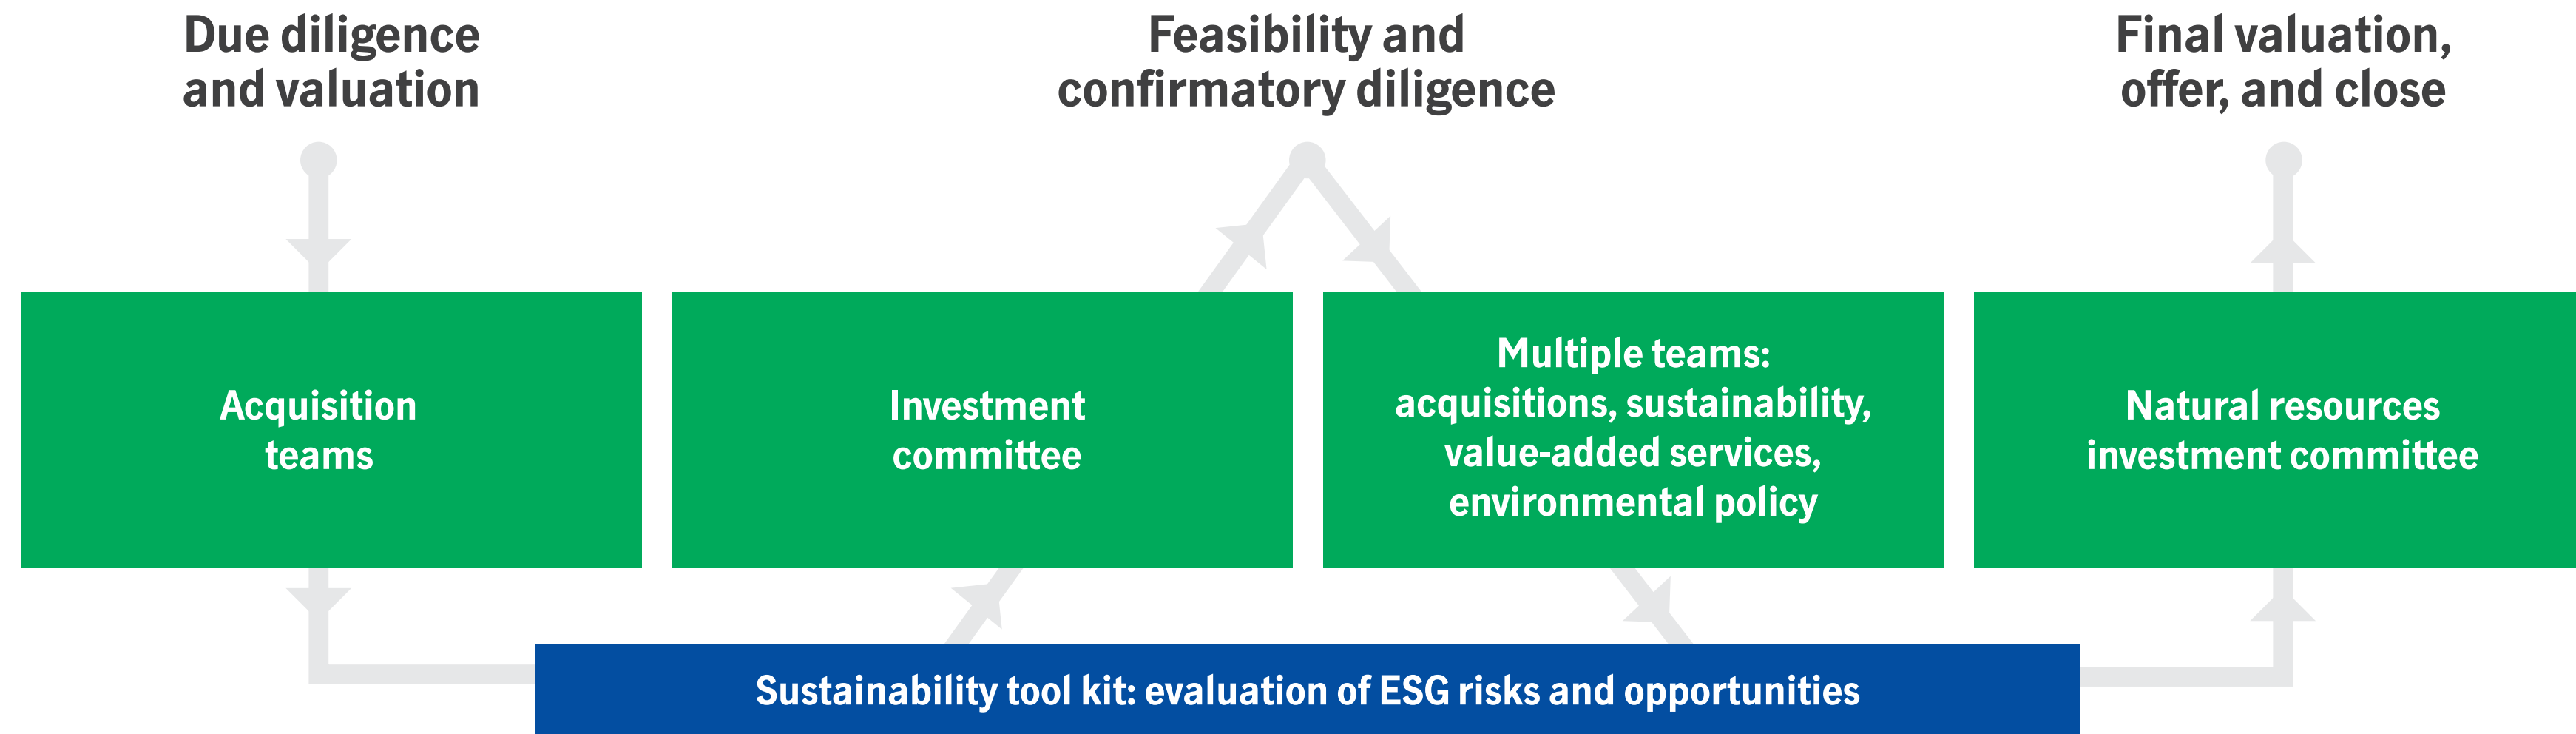 Due diligence
and valuation
Feasibility and
confirmatory diligence
Final valuation,
offer, and close
Acquisition
teams
Investment
committee
Multiple teams:
acquisitions, sustainability,
value-added services,
environmental policy
Natural resources
investment committee
Sustainability tool kit: evaluation of ESG risks and opportunities